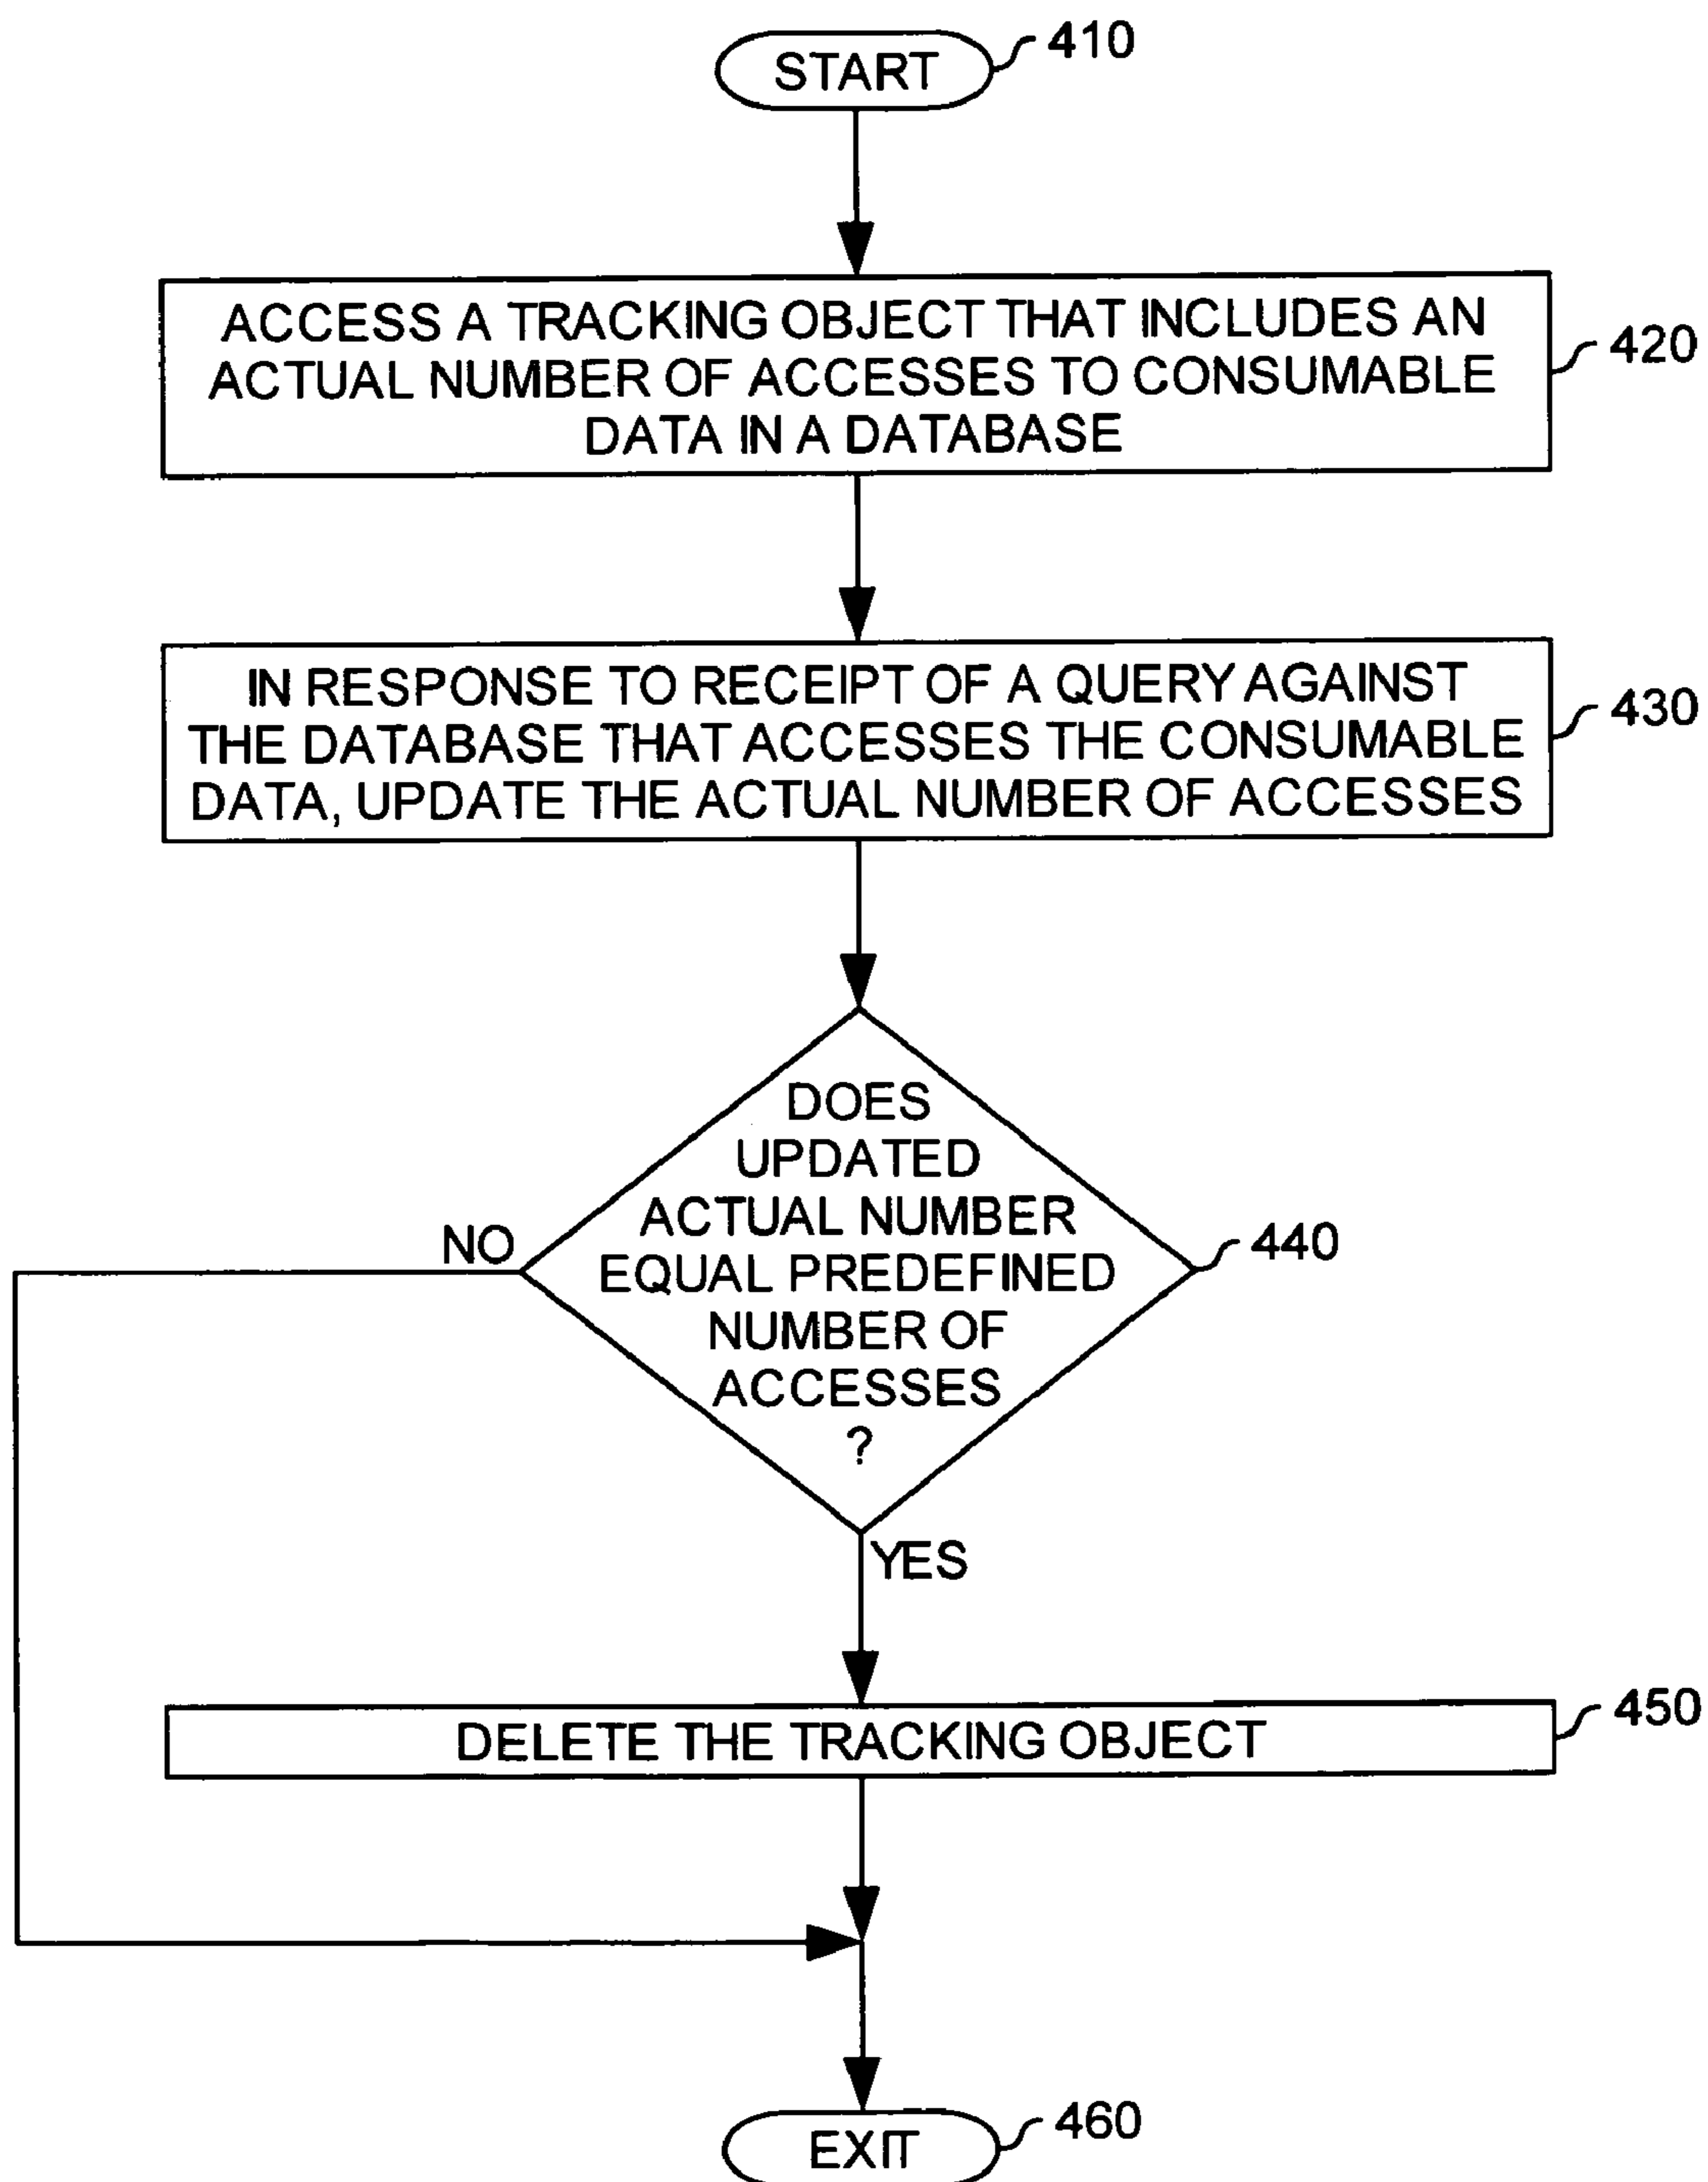 START
410
ACCESS A TRACKING OBJECT THAT INCLUDES AN
ACTUAL NUMBER OF ACCESSES TO CONSUMABLE
DATA IN A DATABASE
420
IN RESPONSE TO RECEIPT OF A QUERY AGAINST
THE DATABASE THAT ACCESSES THE CONSUMABLE
DATA, UPDATE THE ACTUAL NUMBER OF ACCESSES
430
DOES
UPDATED
ACTUAL NUMBER
EQUAL PREDEFINED
NUMBER OF
ACCESSES
?
440
NO
YES
DELETE THE TRACKING OBJECT
450
EXIT
460